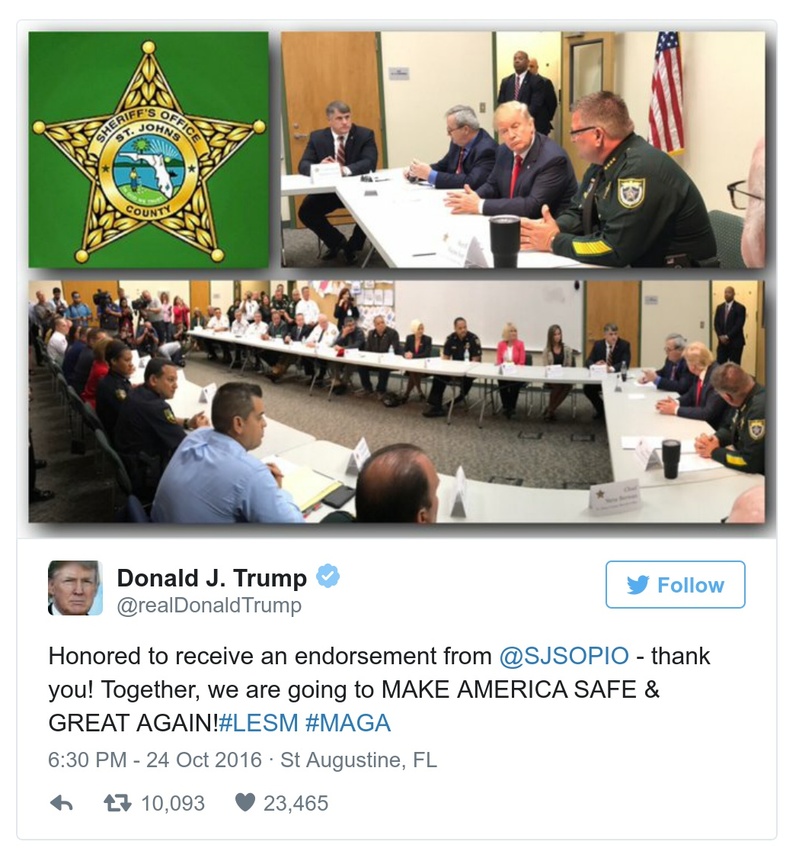 SHERIFF'S OFFICE
ST. JOHNS
COUNTY
Donald J. Trump
@realDonaldTrump
Follow
Honored to receive an endorsement from @SJSOPIO - thank
you! Together, we are going to MAKE AMERICA SAFE &
GREAT AGAIN!#LESM #MAGA
6:30 PM - 24 Oct 2016 · St Augustine, FL
10,093
23,465